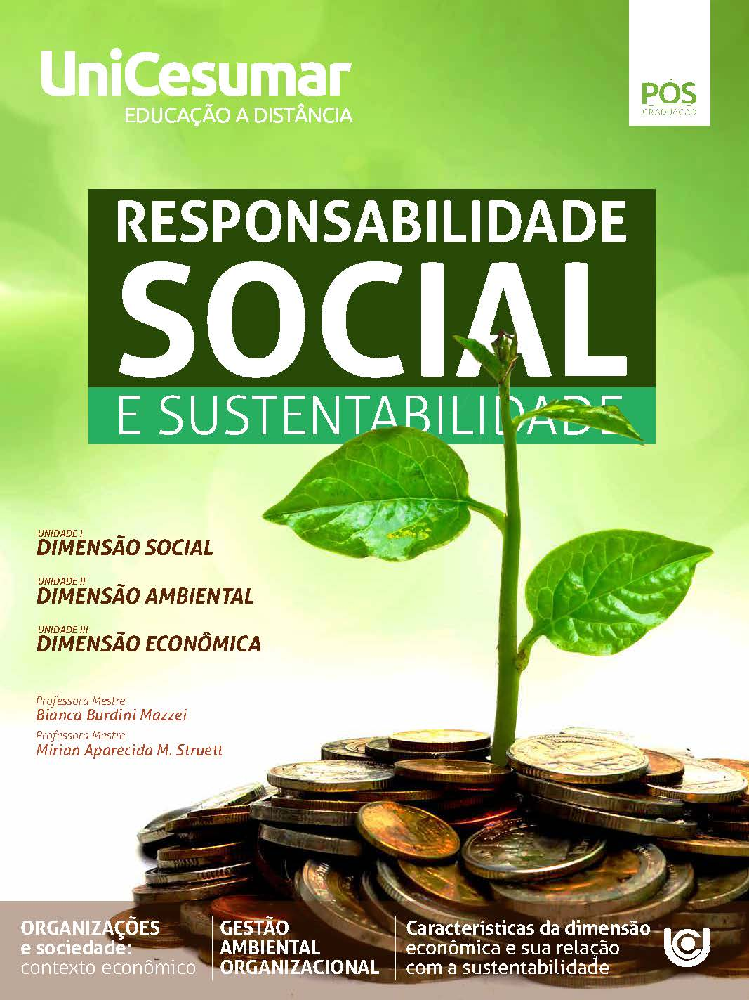 UniCesumar
EDUCAÇÃO A DISTÂNCIA
PÓS
GRADUAÇÃO
RESPONSABILIDADE
SOCIAL
E SUSTENTABILIDADE
UNIDADE I
DIMENSÃO SOCIAL
UNIDADE II
DIMENSÃO AMBIENTAL
UNIDADE III
DIMENSÃO ECONÔMICA
Professora Mestre
Bianca Burdini Mazzei
Professora Mestre
Mirian Aparecida M. Struett
ORGANIZAÇÕES
e sociedade:
contexto econômico
GESTÃO
AMBIENTAL
ORGANIZACIONAL
Características da dimensão
econômica e sua relação
com a sustentabilidade